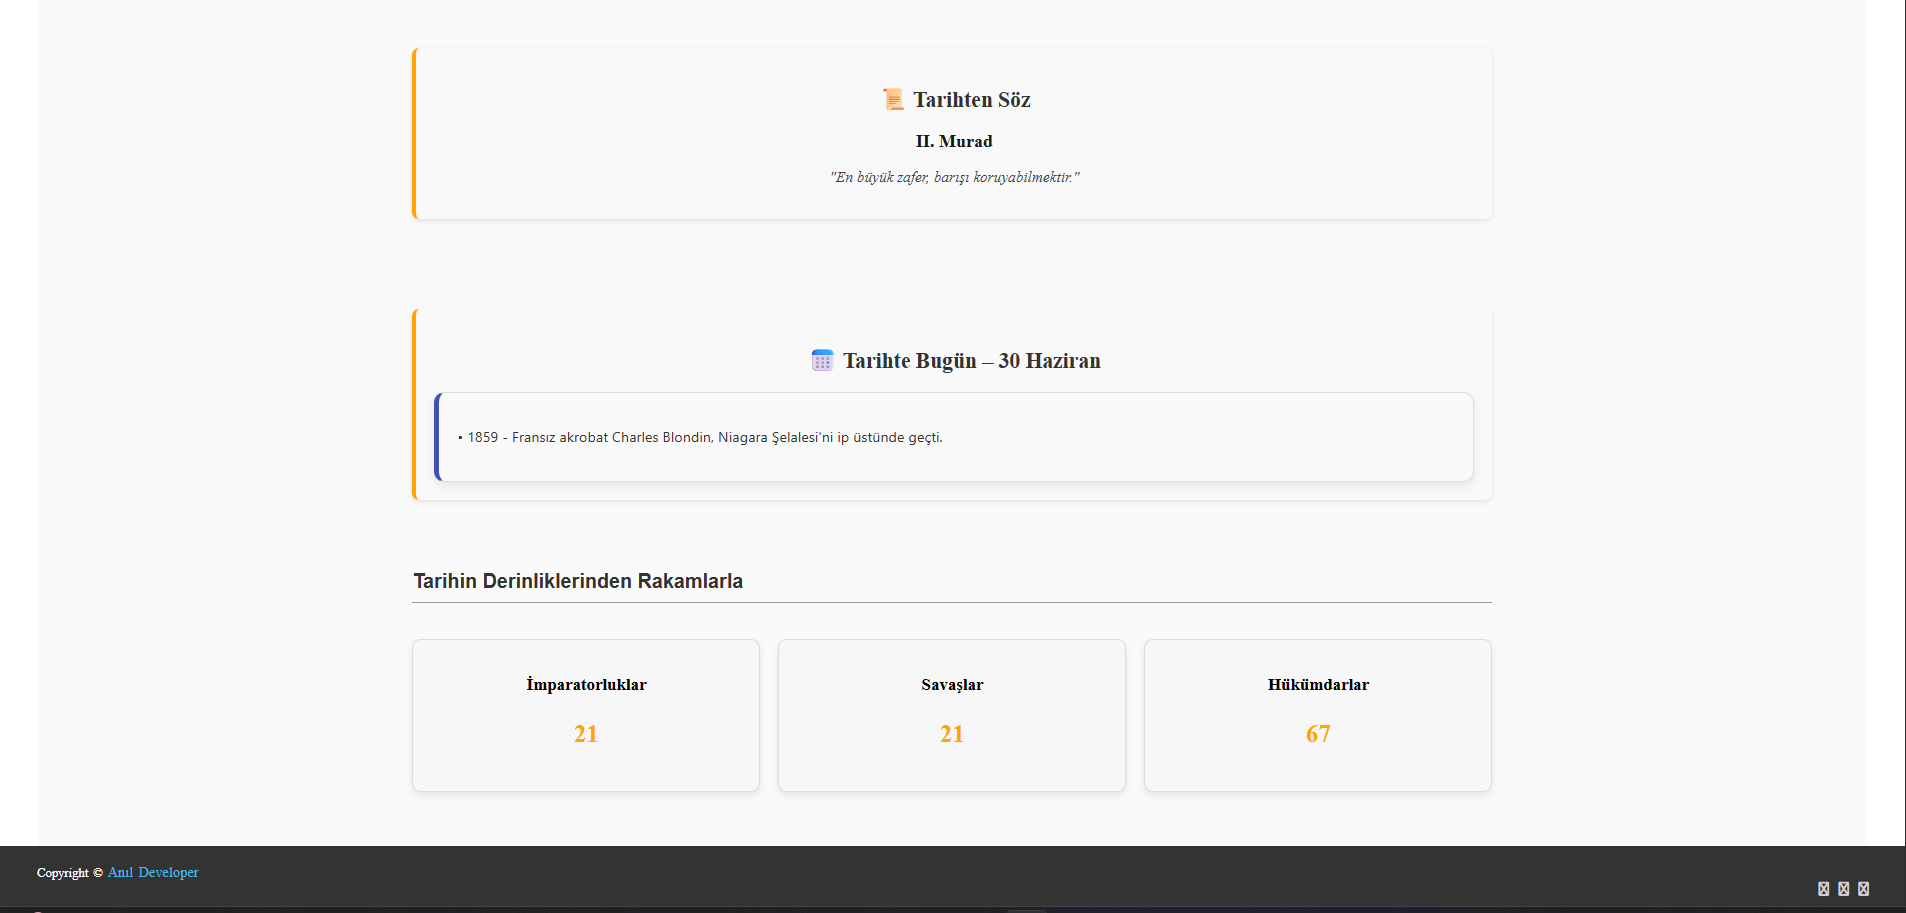 📜 Tarihten Söz
II. Murad
"En büyük zafer, barışı koruyabilmektir."
Tarihte Bugün – 30 Haziran
• 1859 - Fransız akrobat Charles Blondin, Niagara Şelalesi'ni ip üstünde geçti.
Tarihin Derinliklerinden Rakamlarla
İmparatorluklar
21
Savaşlar
21
Hükümdarlar
67
Copyright © Anıl Developer